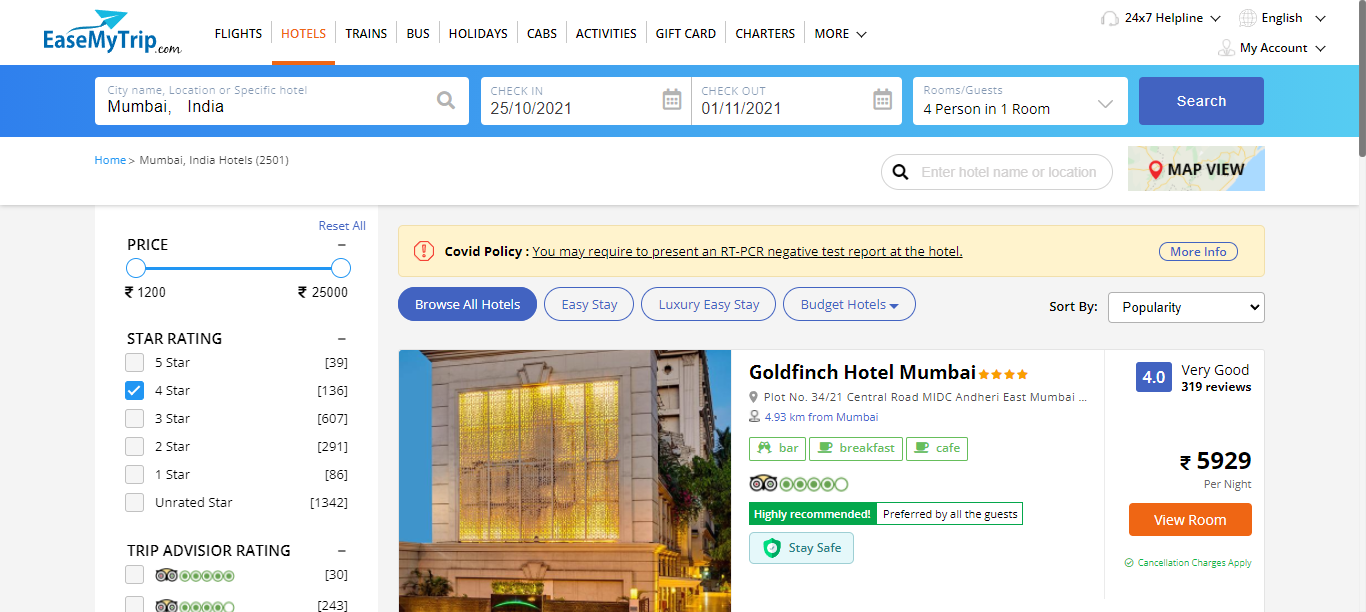 EaseMyTrip.com
FLIGHTS HOTELS TRAINS BUS HOLIDAYS CABS ACTIVITIES GIFT CARD CHARTERS MORE
24x7 Helpline English
My Account
City name, Location or Specific hotel
Mumbai, India
CHECK IN
25/10/2021
CHECK OUT
01/11/2021
Rooms/Guests
4 Person in 1 Room
Search
Home > Mumbai, India Hotels (2501)
Enter hotel name or location
MAP VIEW
Reset All
PRICE –
₹ 1200 ₹ 25000
STAR RATING –
5 Star [39]
4 Star [136]
3 Star [607]
2 Star [291]
1 Star [86]
Unrated Star [1342]
TRIP ADVISIOR RATING –
[30]
[243]
Covid Policy : You may require to present an RT-PCR negative test report at the hotel.
More Info
Browse All Hotels Easy Stay Luxury Easy Stay Budget Hotels
Sort By: Popularity
Goldfinch Hotel Mumbai
Plot No. 34/21 Central Road MIDC Andheri East Mumbai ...
4.93 km from Mumbai
bar breakfast cafe
Highly recommended! Preferred by all the guests
Stay Safe
4.0 Very Good
319 reviews
₹ 5929
Per Night
View Room
Cancellation Charges Apply